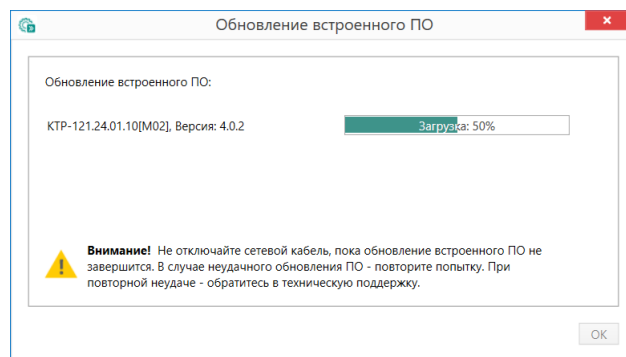 Обновление встроенного ПО
Обновление встроенного ПО:
КТР-121.24.01.10[М02], Версия: 4.0.2
Загрузка: 50%
Внимание! Не отключайте сетевой кабель, пока обновление встроенного ПО не
завершится. В случае неудачного обновления ПО - повторите попытку. При
повторной неудаче - обратитесь в техническую поддержку.
OK